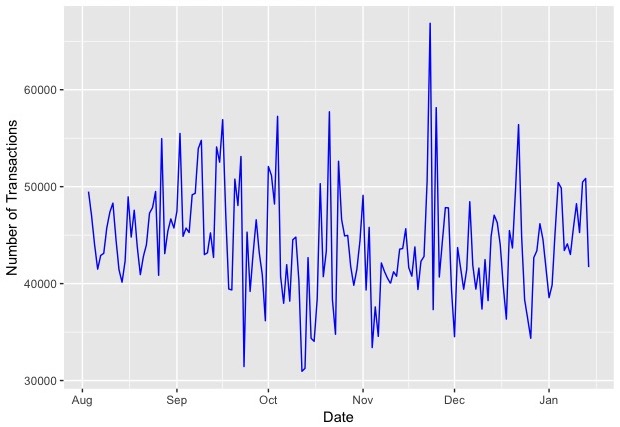 Number of Transactions
60000
50000
40000
30000
Aug Sep Oct Nov Dec Jan
Date